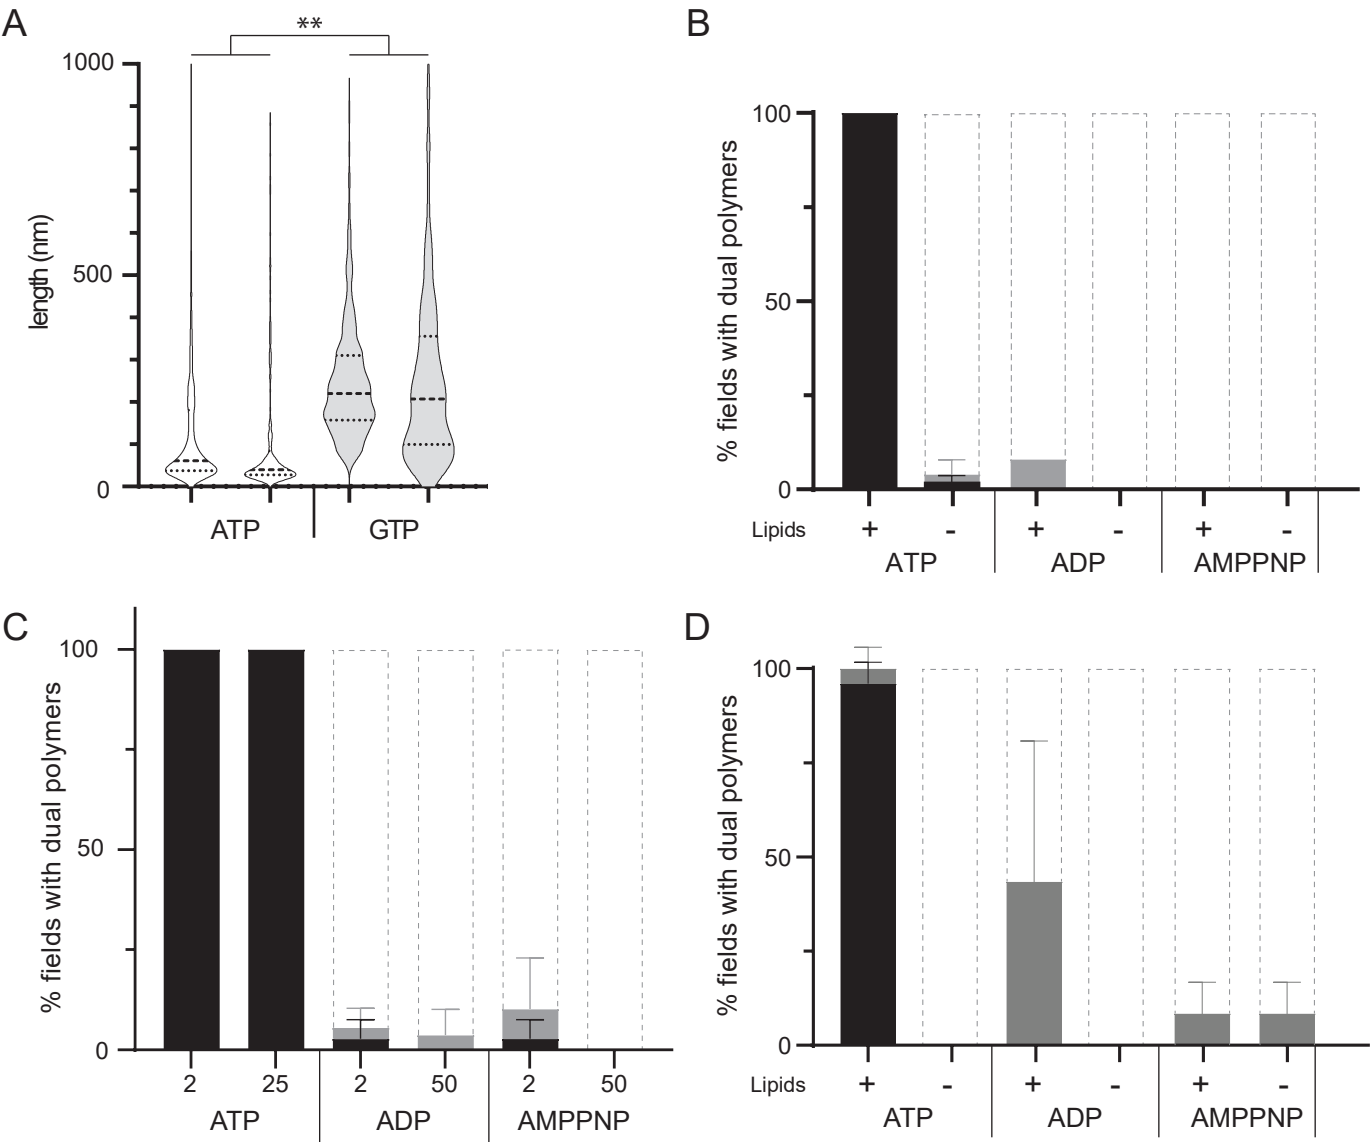 A
**
1000
500
0
length (nm)
ATP GTP
B
100
50
0
% fields with dual polymers
Lipids + - + - + -
ATP ADP AMPPNP
C
100
50
0
% fields with dual polymers
2 25 2 50 2 50
ATP ADP AMPPNP
D
100
50
0
% fields with dual polymers
Lipids + - + - + -
ATP ADP AMPPNP